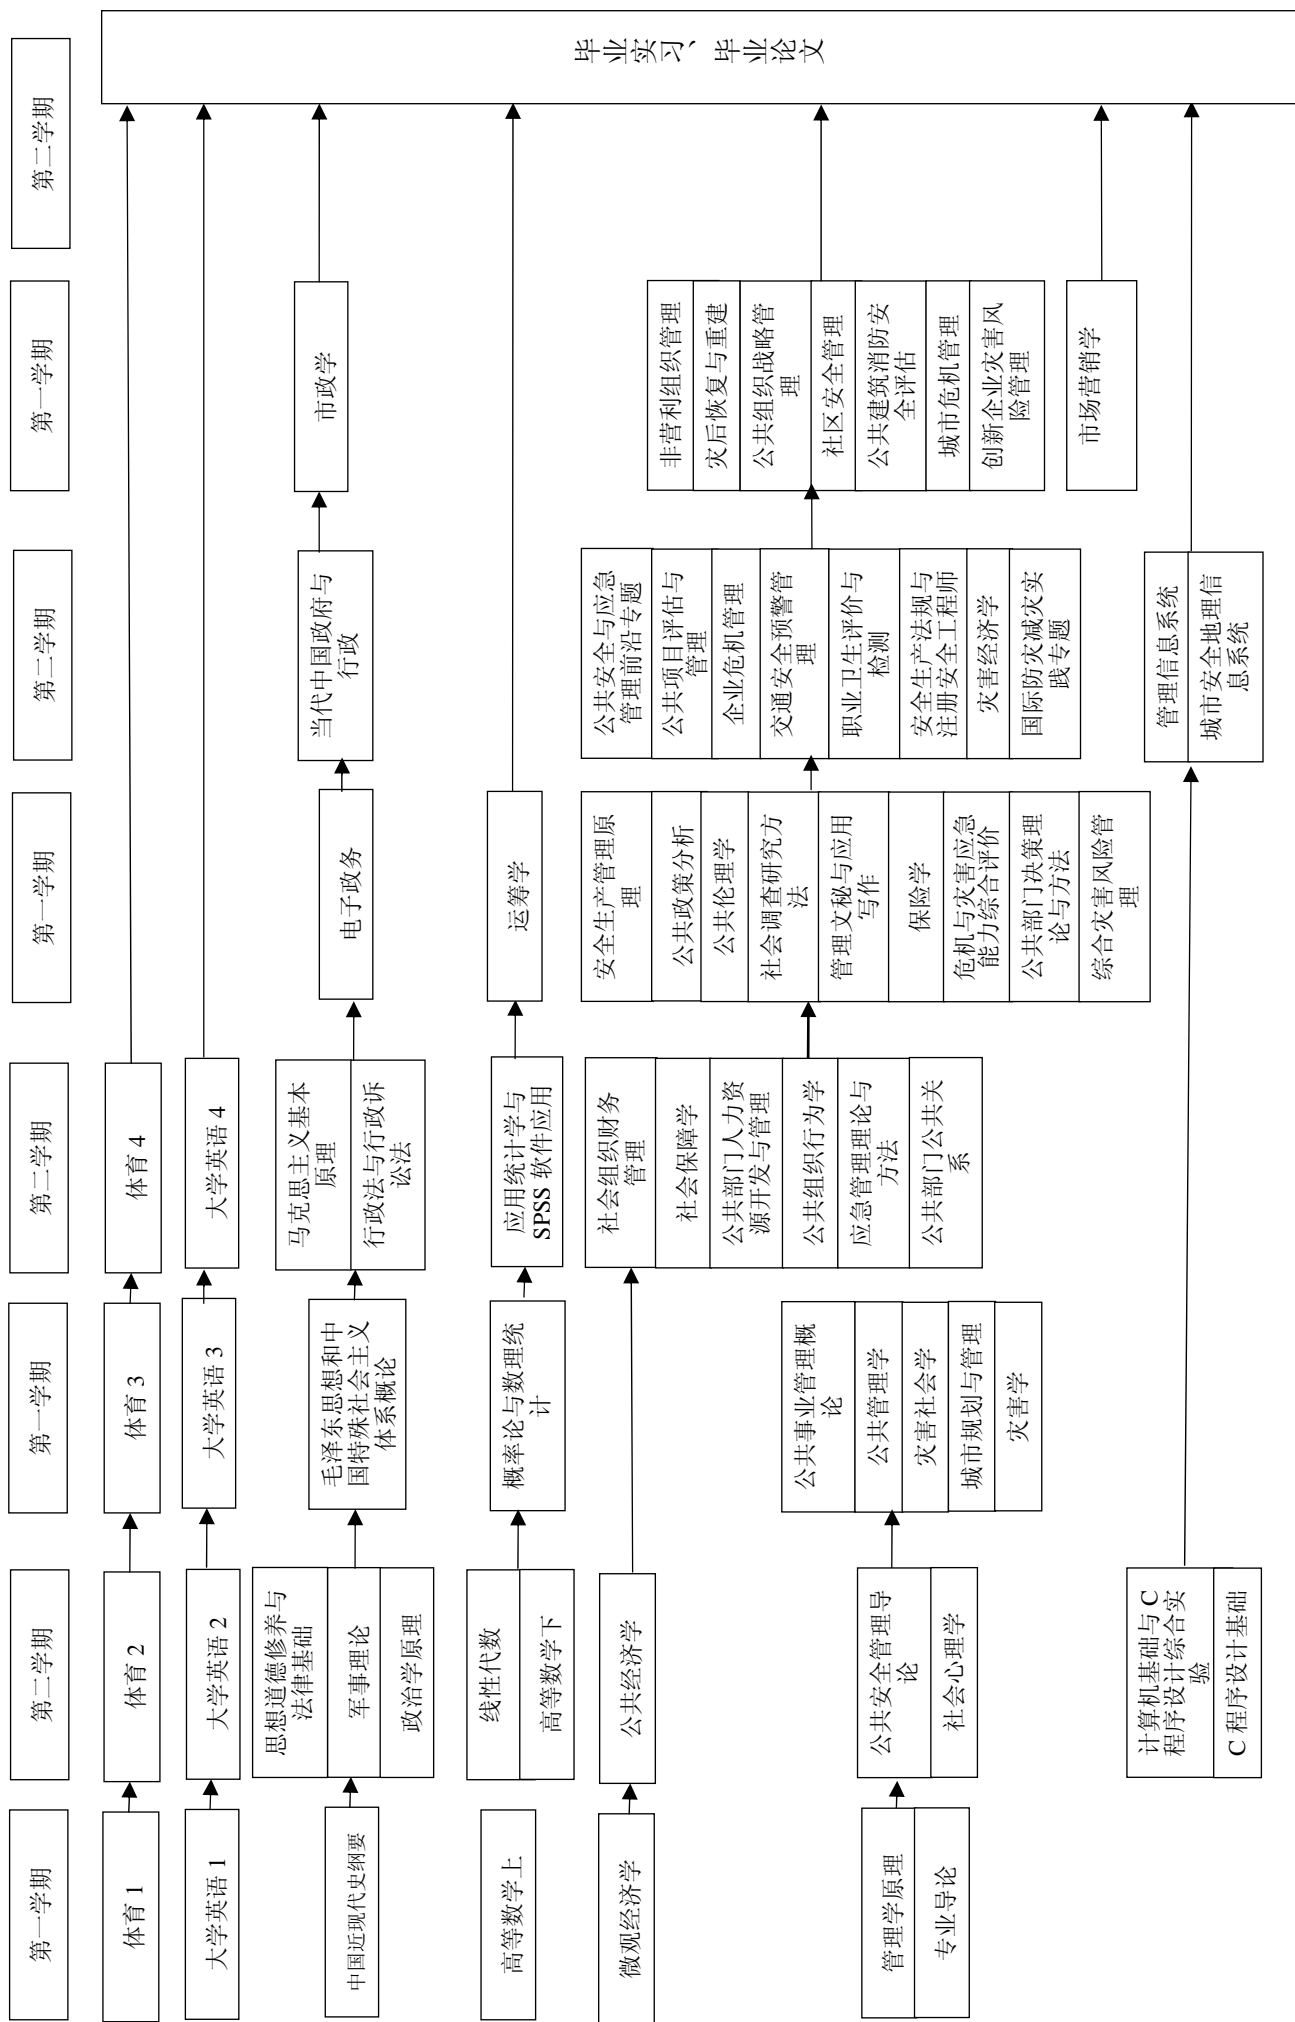 第一学期
第二学期
第一学期
第二学期
第一学期
第二学期
第一学期
第二学期
体育 1
体育 2
体育 3
体育 4
大学英语 1
大学英语 2
大学英语 3
大学英语 4
中国近现代史纲要
思想道德修养与
法律基础
军事理论
政治学原理
毛泽东思想和中
国特殊社会主义
体系概论
马克思主义基本
原理
行政法与行政诉
讼法
电子政务
当代中国政府与
行政
市政学
高等数学上
线性代数
高等数学下
概率论与数理统
计
应用统计学与
SPSS 软件应用
运筹学
微观经济学
公共经济学
社会组织财务
管理
社会保障学
公共部门人力资
源开发与管理
公共组织行为学
应急管理理论与
方法
公共部门公共关
系
安全生产管理原
理
公共政策分析
公共伦理学
社会调查研究方
法
管理文秘与应用
写作
保险学
危机与灾害应急
能力综合评价
公共部门决策理
论与方法
综合灾害风险管
理
公共安全与应急
管理前沿专题
公共项目评估与
管理
企业危机管理
交通安全预警管
理
职业卫生评价与
检测
安全生产法规与
注册安全工程师
灾害经济学
国际防灾减灾实
践专题
非营利组织管理
灾后恢复与重建
公共组织战略管
理
社区安全管理
公共建筑消防安
全评估
城市危机管理
创新企业灾害风
险管理
市场营销学
管理学原理
专业导论
公共安全管理导
论
社会心理学
公共事业管理概
论
公共管理学
灾害社会学
城市规划与管理
灾害学
计算机基础与 C
程序设计综合实
验
C 程序设计基础
管理信息系统
城市安全地理信
息系统
毕业实习、毕业论文